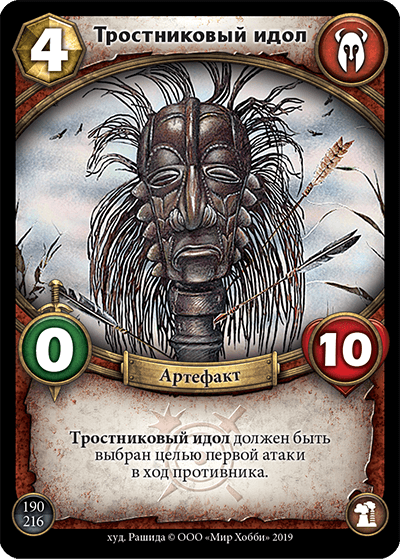 4
Тростниковый идол
0
10
Артефакт
Тростниковый идол должен быть
выбран целью первой атаки
в ход противника.
190
216
худ. Рашида © ООО «Мир Хобби» 2019